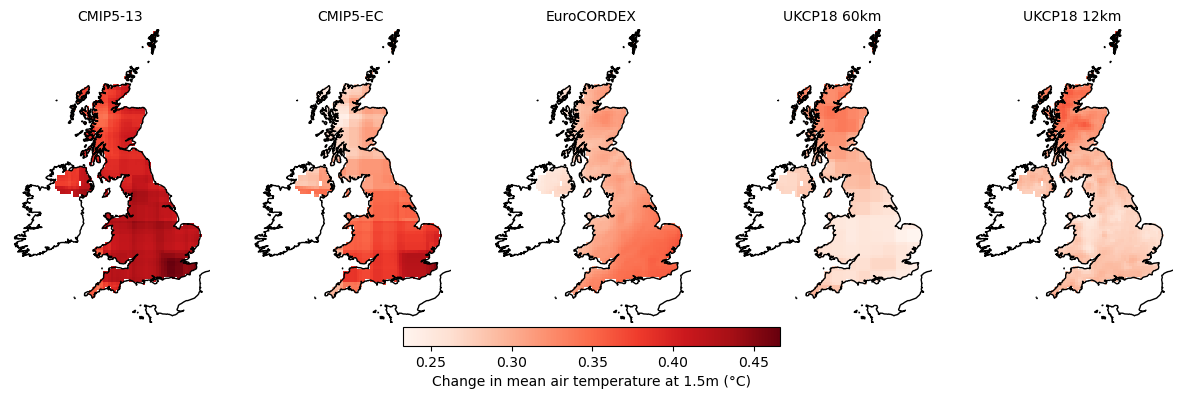 CMIP5-13 CMIP5-EC EuroCORDEX UKCP18 60km UKCP18 12km
0.25 0.30 0.35 0.40 0.45
Change in mean air temperature at 1.5m (°C)